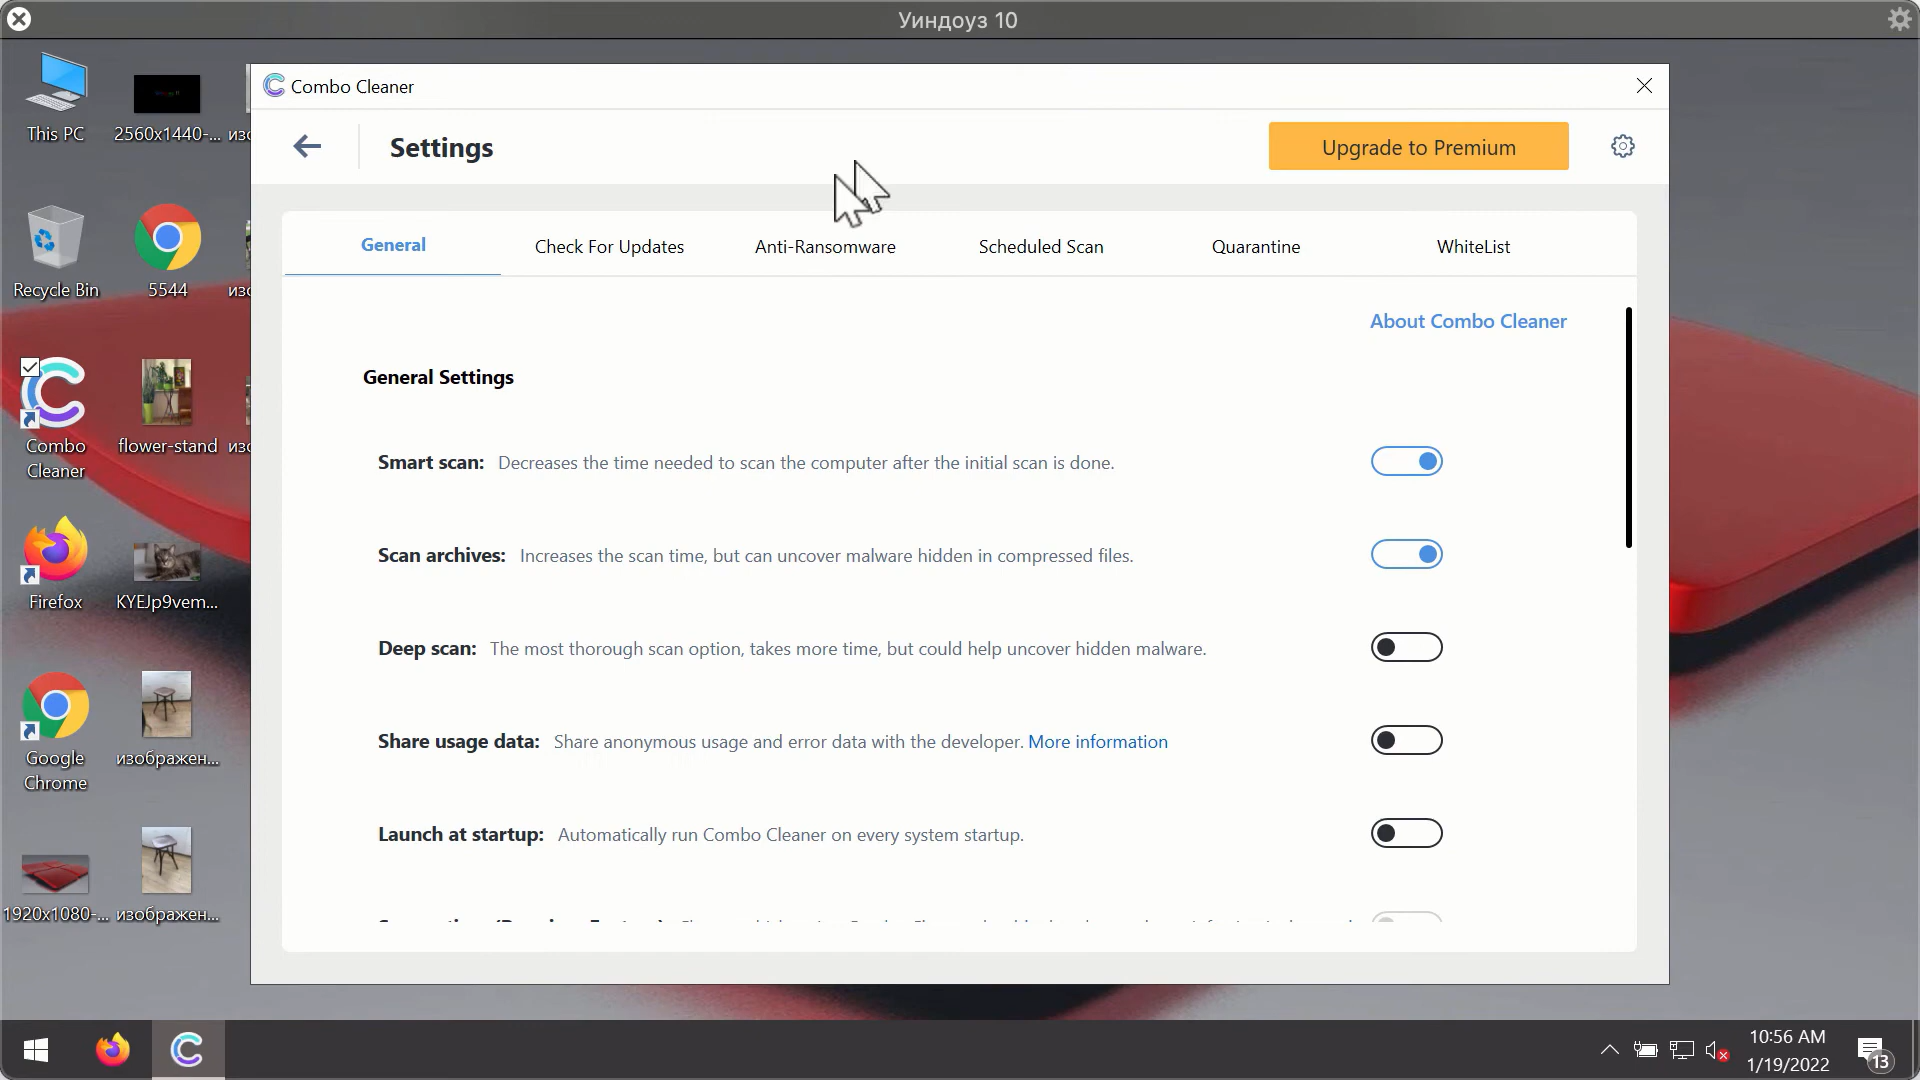 Уиндоуз 10
This PC
2560x1440-...
изо
Recycle Bin
5544
изо
Combo
Cleaner
flower-stand
изо
Firefox
KYEJp9vem...
Google
Chrome
изображен...
1920x1080-...
изображен...
Combo Cleaner
Settings
Upgrade to Premium
General
Check For Updates
Anti-Ransomware
Scheduled Scan
Quarantine
WhiteList
About Combo Cleaner
General Settings
Smart scan: Decreases the time needed to scan the computer after the initial scan is done.
Scan archives: Increases the scan time, but can uncover malware hidden in compressed files.
Deep scan: The most thorough scan option, takes more time, but could help uncover hidden malware.
Share usage data: Share anonymous usage and error data with the developer. More information
Launch at startup: Automatically run Combo Cleaner on every system startup.
10:56 AM
1/19/2022
13